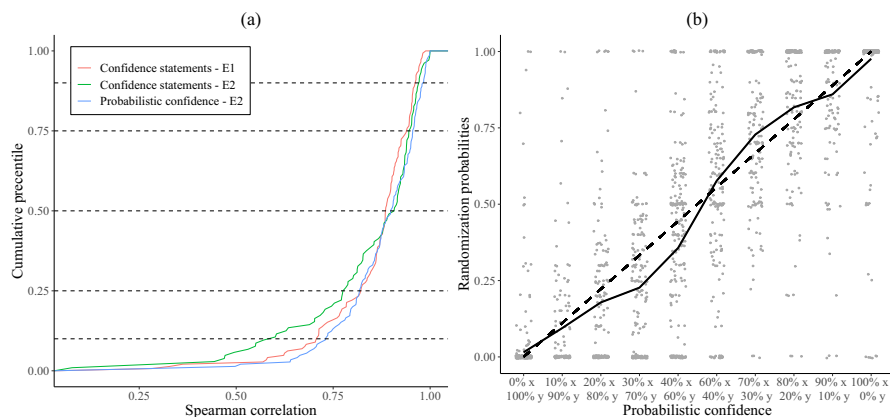 (a)
1.00
0.75
0.50
0.25
0.10
0.00
Cumulative precentile
Confidence statements - E1
Confidence statements - E2
Probabilistic confidence - E2
0.25 0.50 0.75 1.00
Spearman correlation
(b)
1.00
0.75
0.50
0.25
0.00
Randomization probabilities
0% x 10% x 20% x 30% x 40% x 60% x 70% x 80% x 90% x 100% x
100% y 90% y 80% y 70% y 60% y 40% y 30% y 20% y 10% y 0% y
Probabilistic confidence